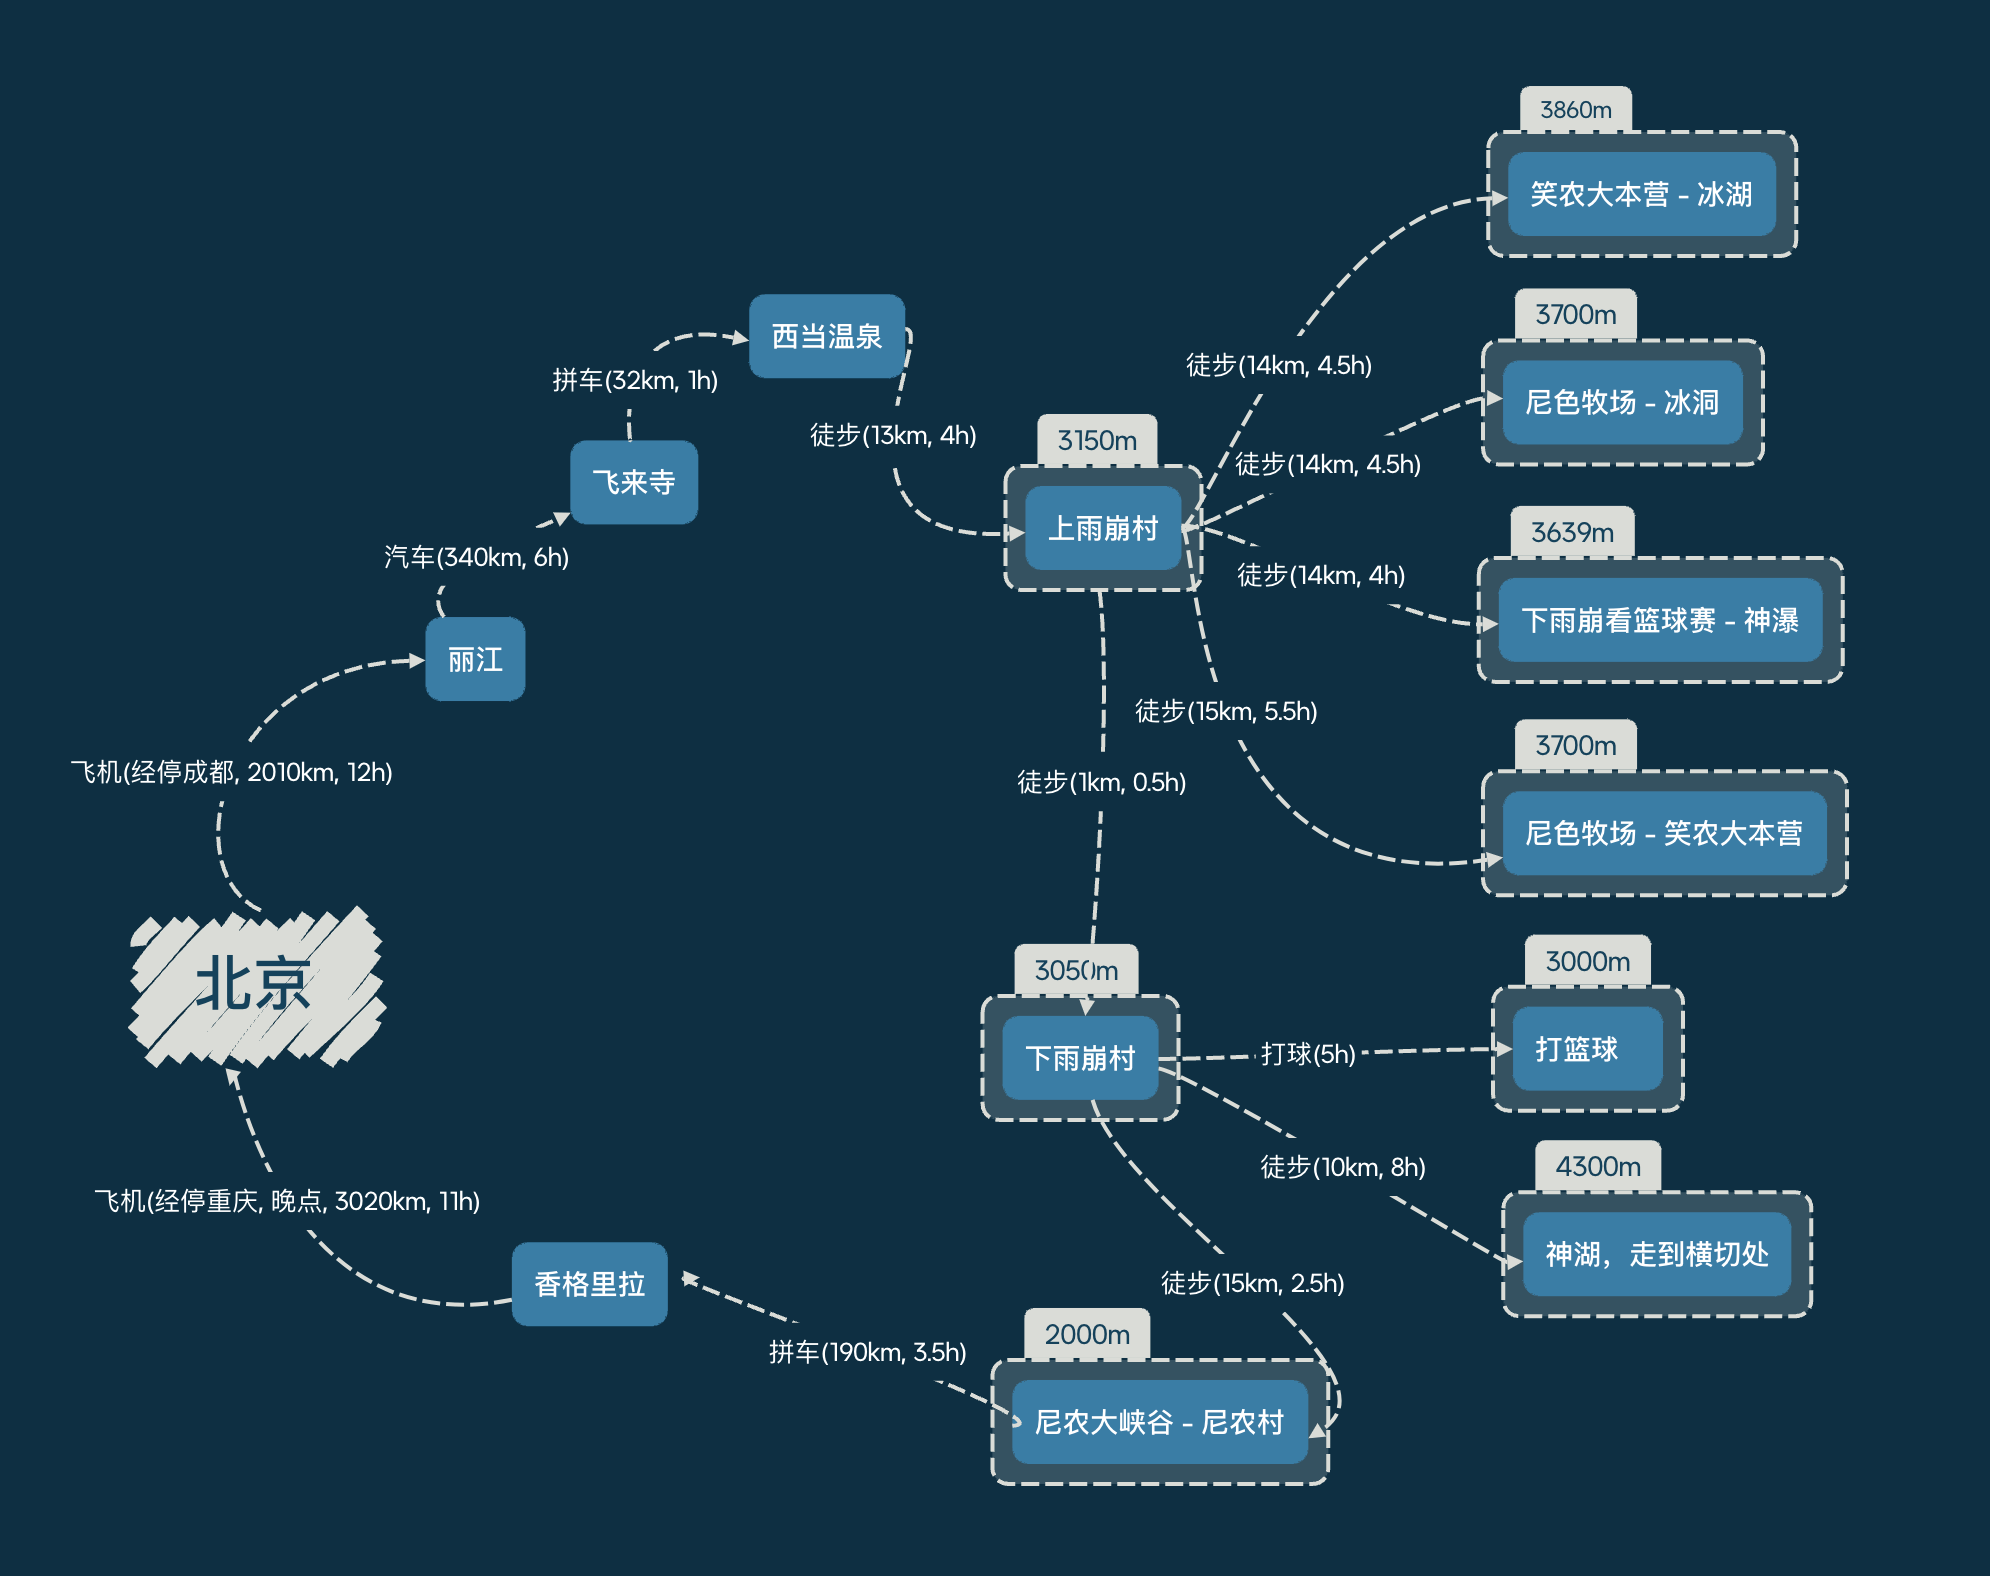 3860m
笑农大本营 - 冰湖
3700m
尼色牧场 - 冰洞
西当温泉
徒步(14km, 4.5h)
拼车(32km, 1h)
徒步(13km, 4h)
3150m
上雨崩村
徒步(14km, 4.5h)
飞来寺
3639m
下雨崩看篮球赛 - 神瀑
徒步(14km, 4h)
汽车(340km, 6h)
丽江
徒步(15km, 5.5h)
3700m
尼色牧场 - 笑农大本营
飞机(经停成都, 2010km, 12h)
徒步(1km, 0.5h)
北京
3050m
下雨崩村
3000m
打篮球
打球(5h)
徒步(10km, 8h)
4300m
神湖，走到横切处
飞机(经停重庆, 晚点, 3020km, 11h)
香格里拉
徒步(15km, 2.5h)
拼车(190km, 3.5h)
2000m
尼农大峡谷 - 尼农村